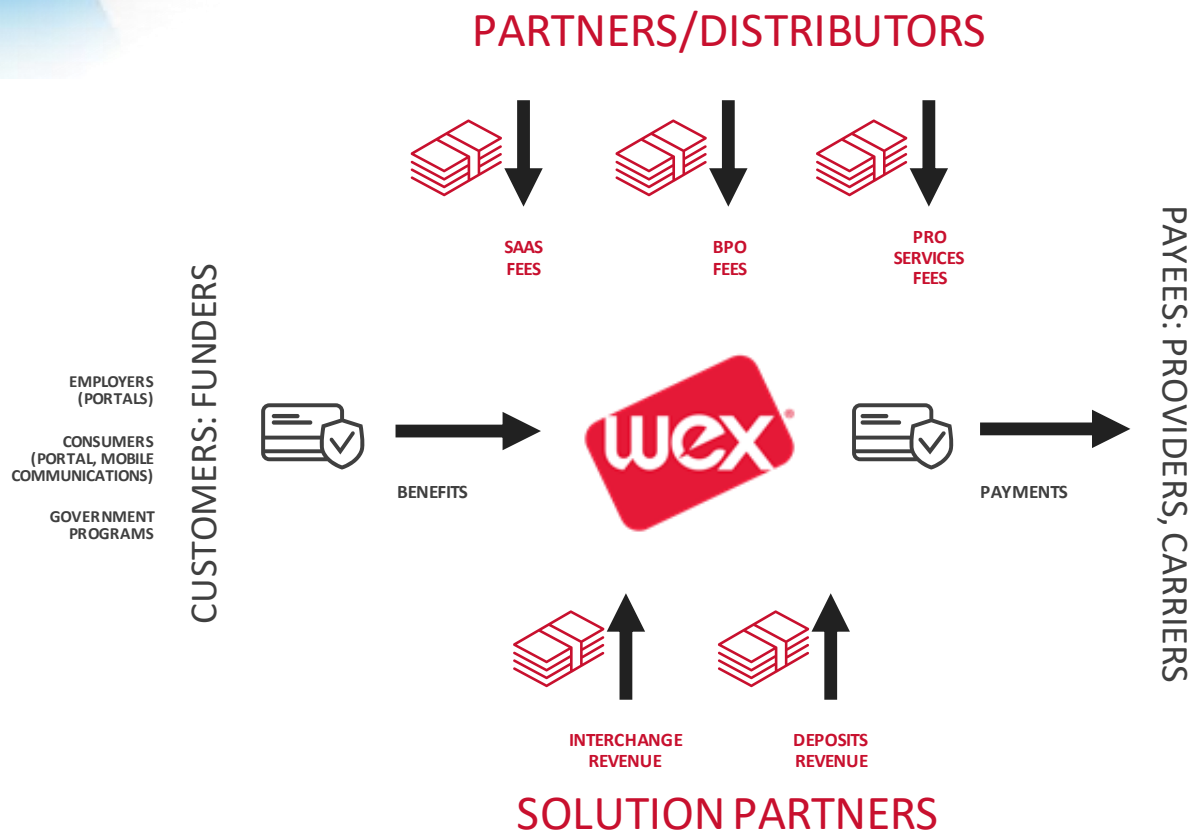 PARTNERS/DISTRIBUTORS
SAAS
FEES
BPO
FEES
PRO
SERVICES
FEES
CUSTOMERS: FUNDERS
EMPLOYERS
(PORTALS)
CONSUMERS
(PORTAL, MOBILE
COMMUNICATIONS)
GOVERNMENT
PROGRAMS
BENEFITS
wex®
PAYMENTS
PAYEES: PROVIDERS, CARRIERS
INTERCHANGE
REVENUE
DEPOSITS
REVENUE
SOLUTION PARTNERS